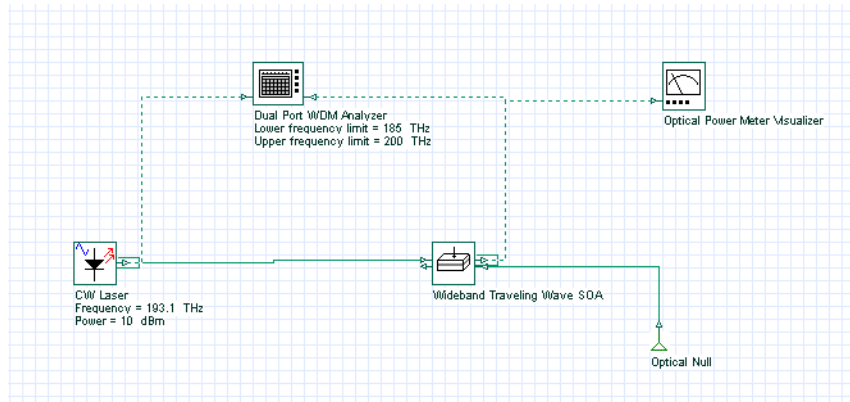 Dual Port WDM Analyzer
Lower frequency limit = 185 THz
Upper frequency limit = 200 THz
Optical Power Meter Visualizer
CW Laser
Frequency = 193.1 THz
Power = 10 dBm
Wideband Traveling Wave SOA
Optical Null